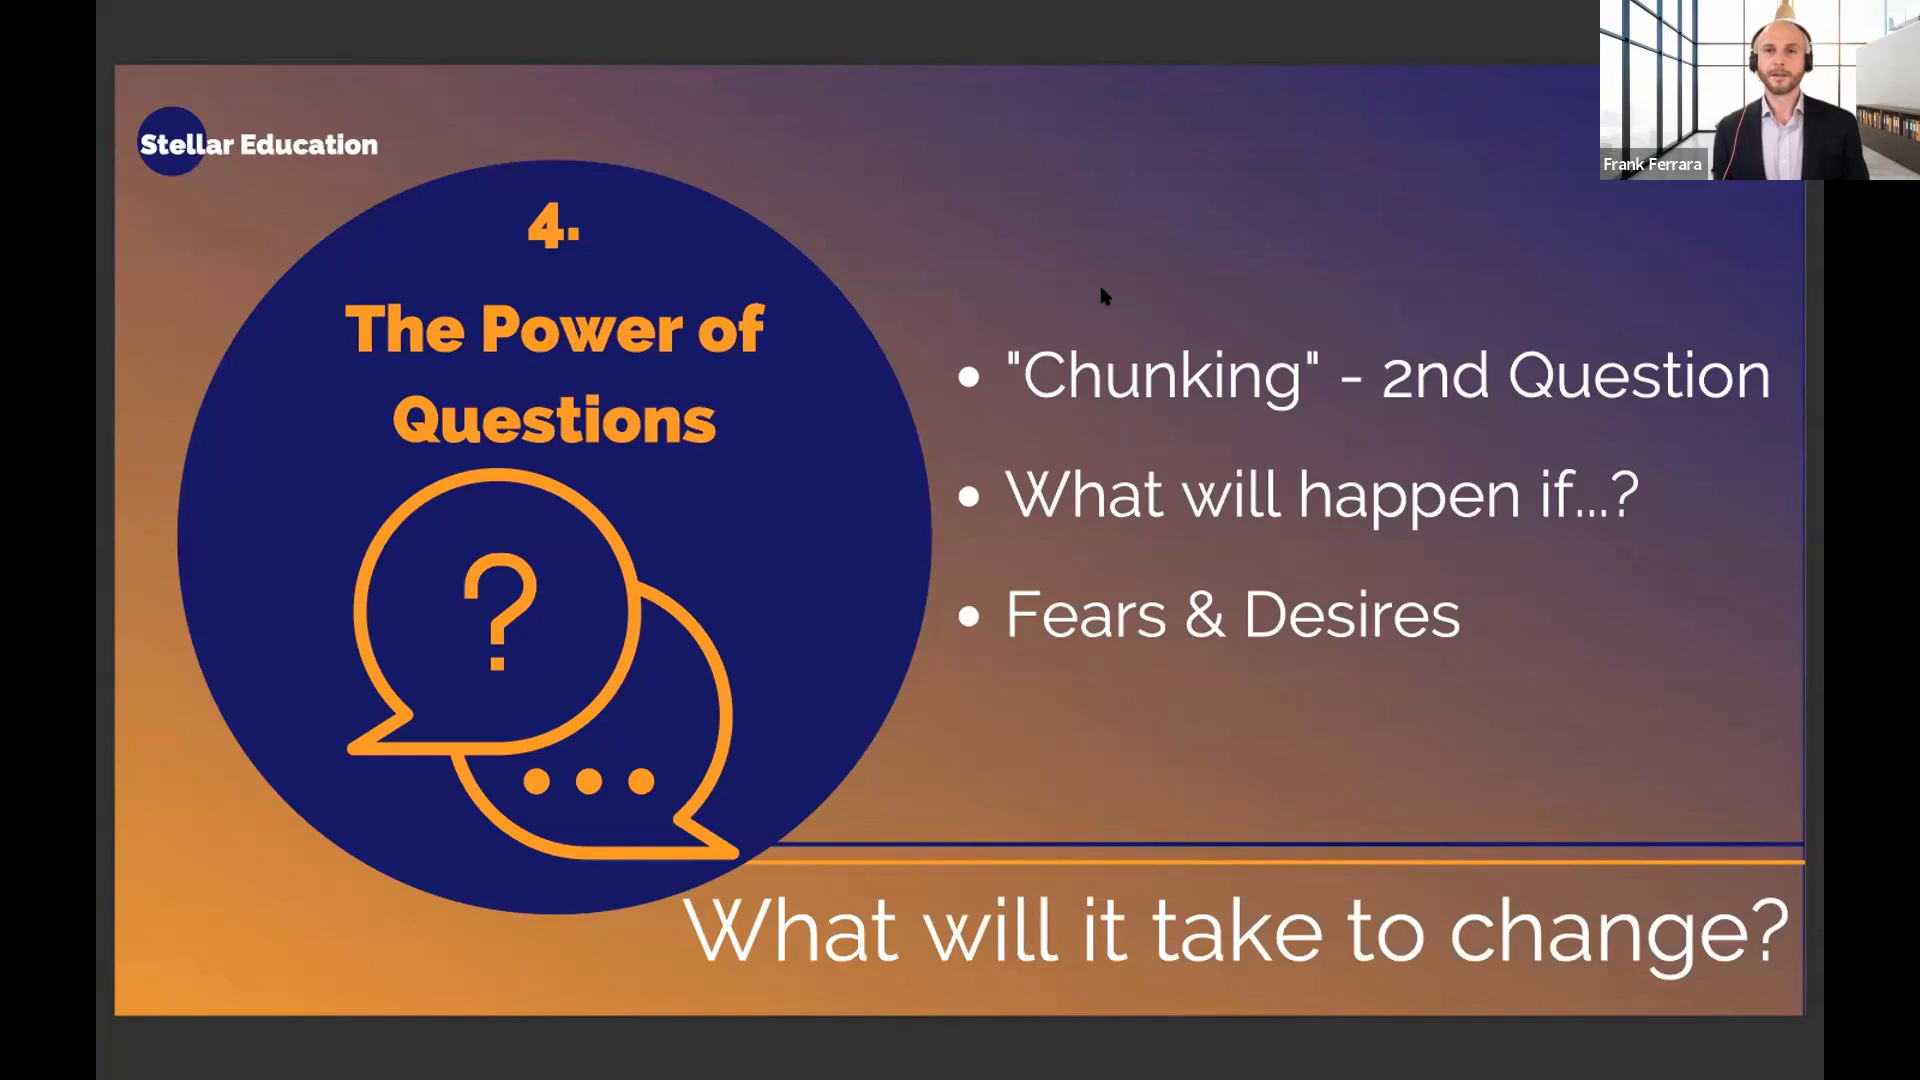 Stellar Education
4.
The Power of
Questions
?
• "Chunking" - 2nd Question
• What will happen if...?
• Fears & Desires
What will it take to change?
Frank Ferrara